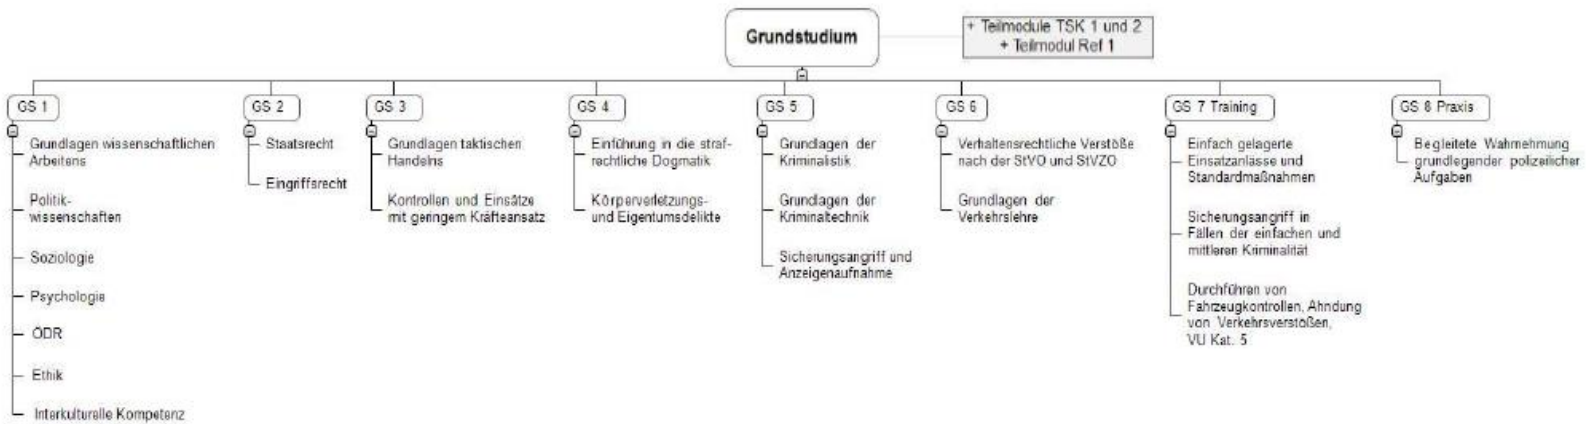 Grundstudium
+ Teilmodule TSK 1 und 2
+ Teilmodul Ref 1
GS 1
Grundlagen wissenschaftlichen
Arbeitens
Politik-
wissenschaften
Soziologie
Psychologie
ÖDR
Ethik
Interkulturelle Kompetenz
GS 2
Staatsrecht
Eingriffsrecht
GS 3
Grundlagen taktischen
Handelns
Kontrollen und Einsätze
mit geringem Kräfteansatz
GS 4
Einführung in die straf-
rechtliche Dogmatik
Körperverletzungs-
und Eigentumsdelikte
GS 5
Grundlagen der
Kriminalistik
Grundlagen der
Kriminaltechnik
Sicherungsangriff und
Anzeigenaufnahme
GS 6
Verhaltensrechtliche Verstöße
nach der StVO und StVZO
Grundlagen der
Verkehrslehre
GS 7 Training
Einfach gelagerte
Einsatzanlässe und
Standardmaßnahmen
Sicherungsangriff in
Fällen der einfachen und
mittleren Kriminalität
Durchführen von
Fahrzeugkontrollen, Ahndung
von Verkehrsverstößen,
VU Kat. 5
GS 8 Praxis
Begleitete Wahrnehmung
grundlegender polizeilicher
Aufgaben